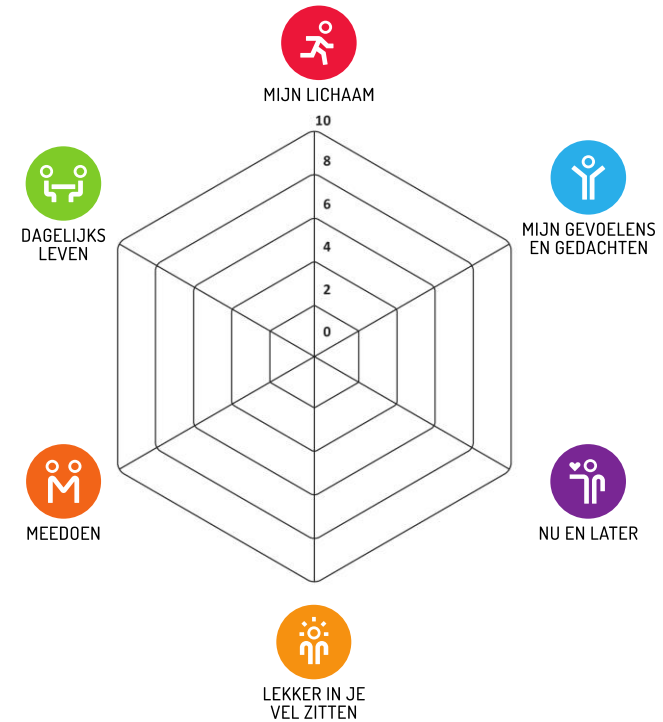 MIJN LICHAAM
10
8
6
4
2
0
DAGELIJKS
LEVEN
MIJN GEVOELENS
EN GEDACHTEN
MEEDOEN
NU EN LATER
LEKKER IN JE
VEL ZITTEN